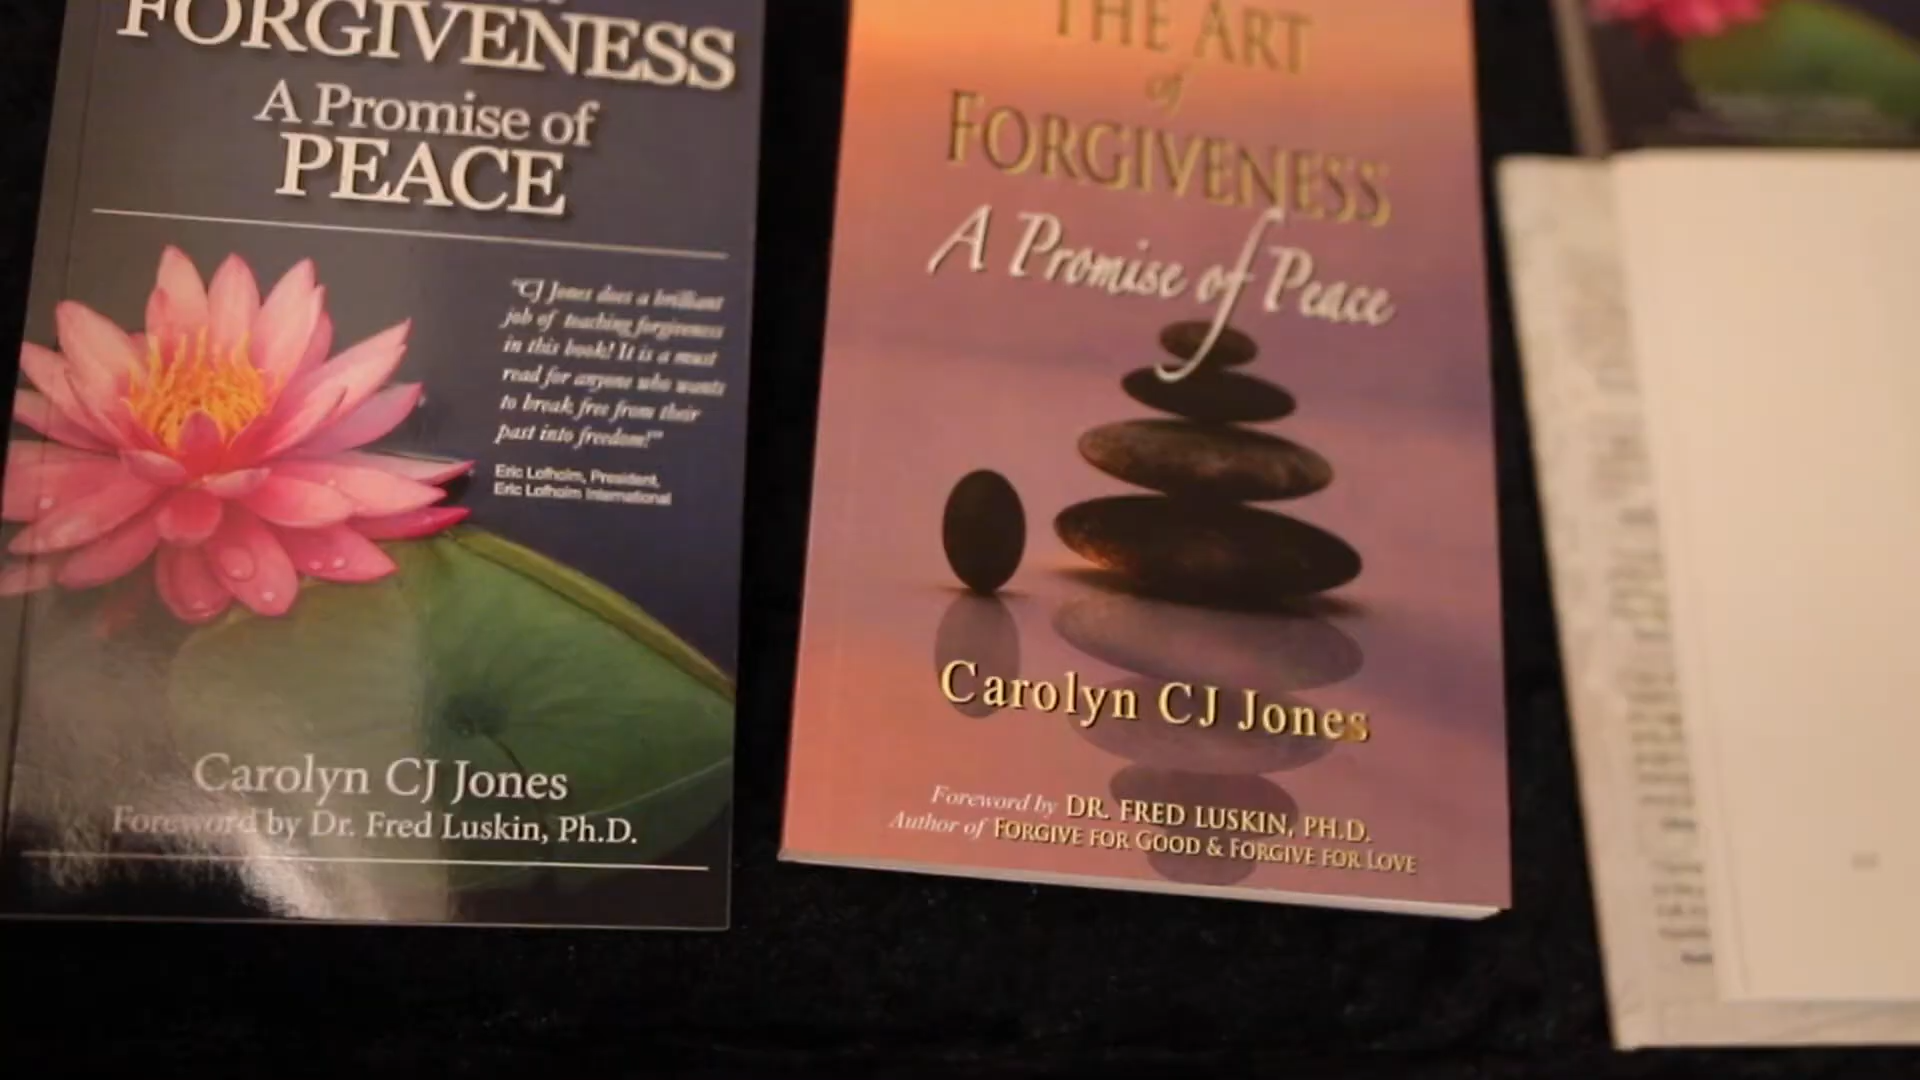 FORGIVENESS
A Promise of
PEACE
"CJ Jones does a brilliant
job of teaching forgiveness
in this book! It is a must
read for anyone who wants
to break free from their
past into freedom!"
Eric Lofholm, President,
Eric Lofholm International
Carolyn CJ Jones
Foreword by Dr. Fred Luskin, Ph.D.
THE ART
of
FORGIVENESS
A Promise of Peace
Carolyn CJ Jones
Foreword by DR. FRED LUSKIN, PH.D.
Author of FORGIVE FOR GOOD & FORGIVE FOR LOVE